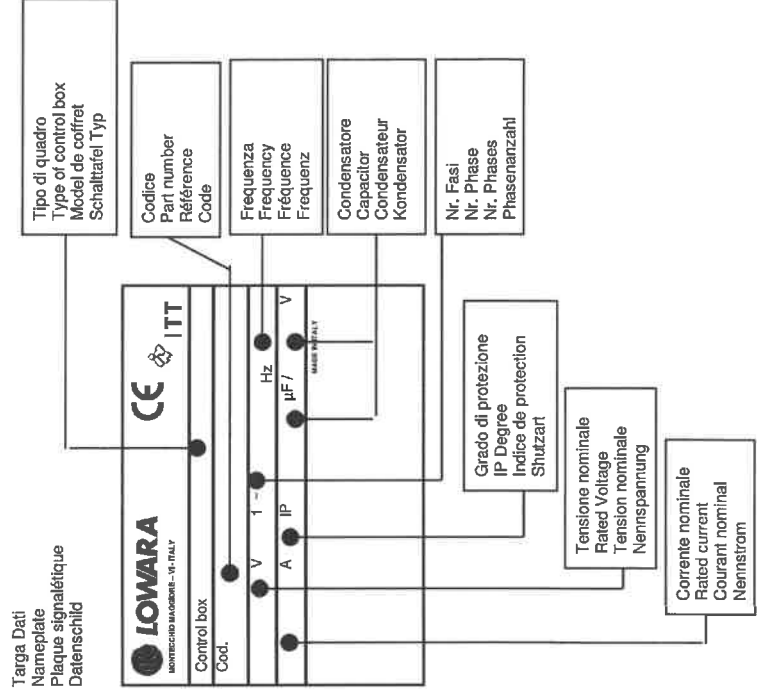 Targa Dati
Nameplate
Plaque signalétique
Datenschild
LOWARA
MONTECCHIO MAGGIORE - VI - ITALY
CE ITT
Control box
Cod.
V 1 ~ Hz
A IP µF / V
MADE IN ITALY
Tipo di quadro
Type of control box
Model de coffret
Schalttafel Typ
Codice
Part number
Référence
Code
Frequenza
Frequency
Fréquence
Frequenz
Condensatore
Capacitor
Condensateur
Kondensator
Nr. Fasi
Nr. Phase
Nr. Phases
Phasenanzahl
Grado di protezione
IP Degree
Indice de protection
Shutzart
Tensione nominale
Rated Voltage
Tension nominale
Nennspannung
Corrente nominale
Rated current
Courant nominal
Nennstrom